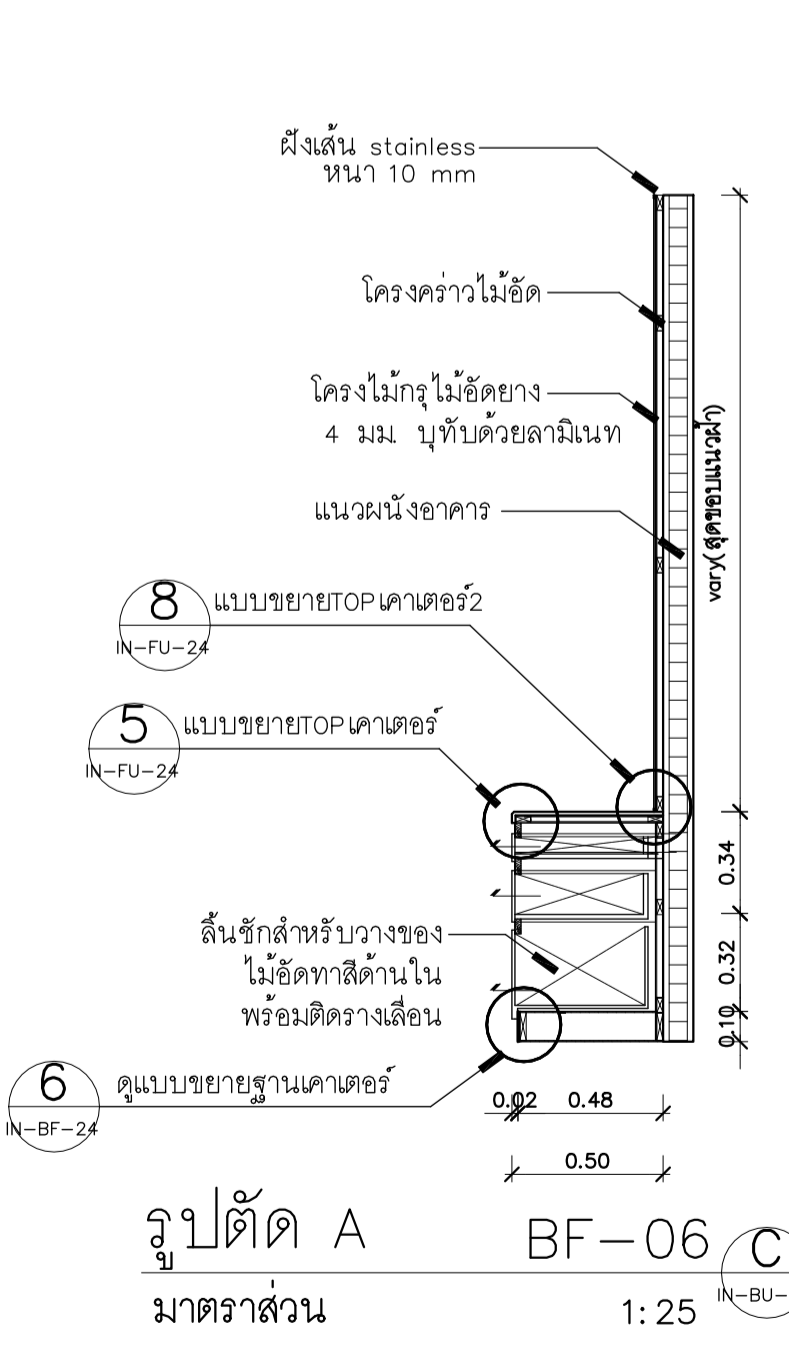 ฝังเส้น stainless
หนา 10 mm
โครงคร่าวไม้อัด
โครงไม้กรุไม้อัดยาง
4 มม. บุทับด้วยลามิเนท
แนวผนังอาคาร
vary(สุดขอบแนวฝ้า)
8
IN-FU-24
แบบขยายTOPเคาเตอร์2
5
IN-FU-24
แบบขยายTOPเคาเตอร์
0.34
0.32
0.10
ลิ้นชักสำหรับวางของ
ไม้อัดทาสีด้านใน
พร้อมติดรางเลื่อน
6
IN-BF-24
ดูแบบขยายฐานเคาเตอร์
0.02 0.48
0.50
รูปตัด A BF-06
C
IN-BU-
มาตราส่วน 1:25